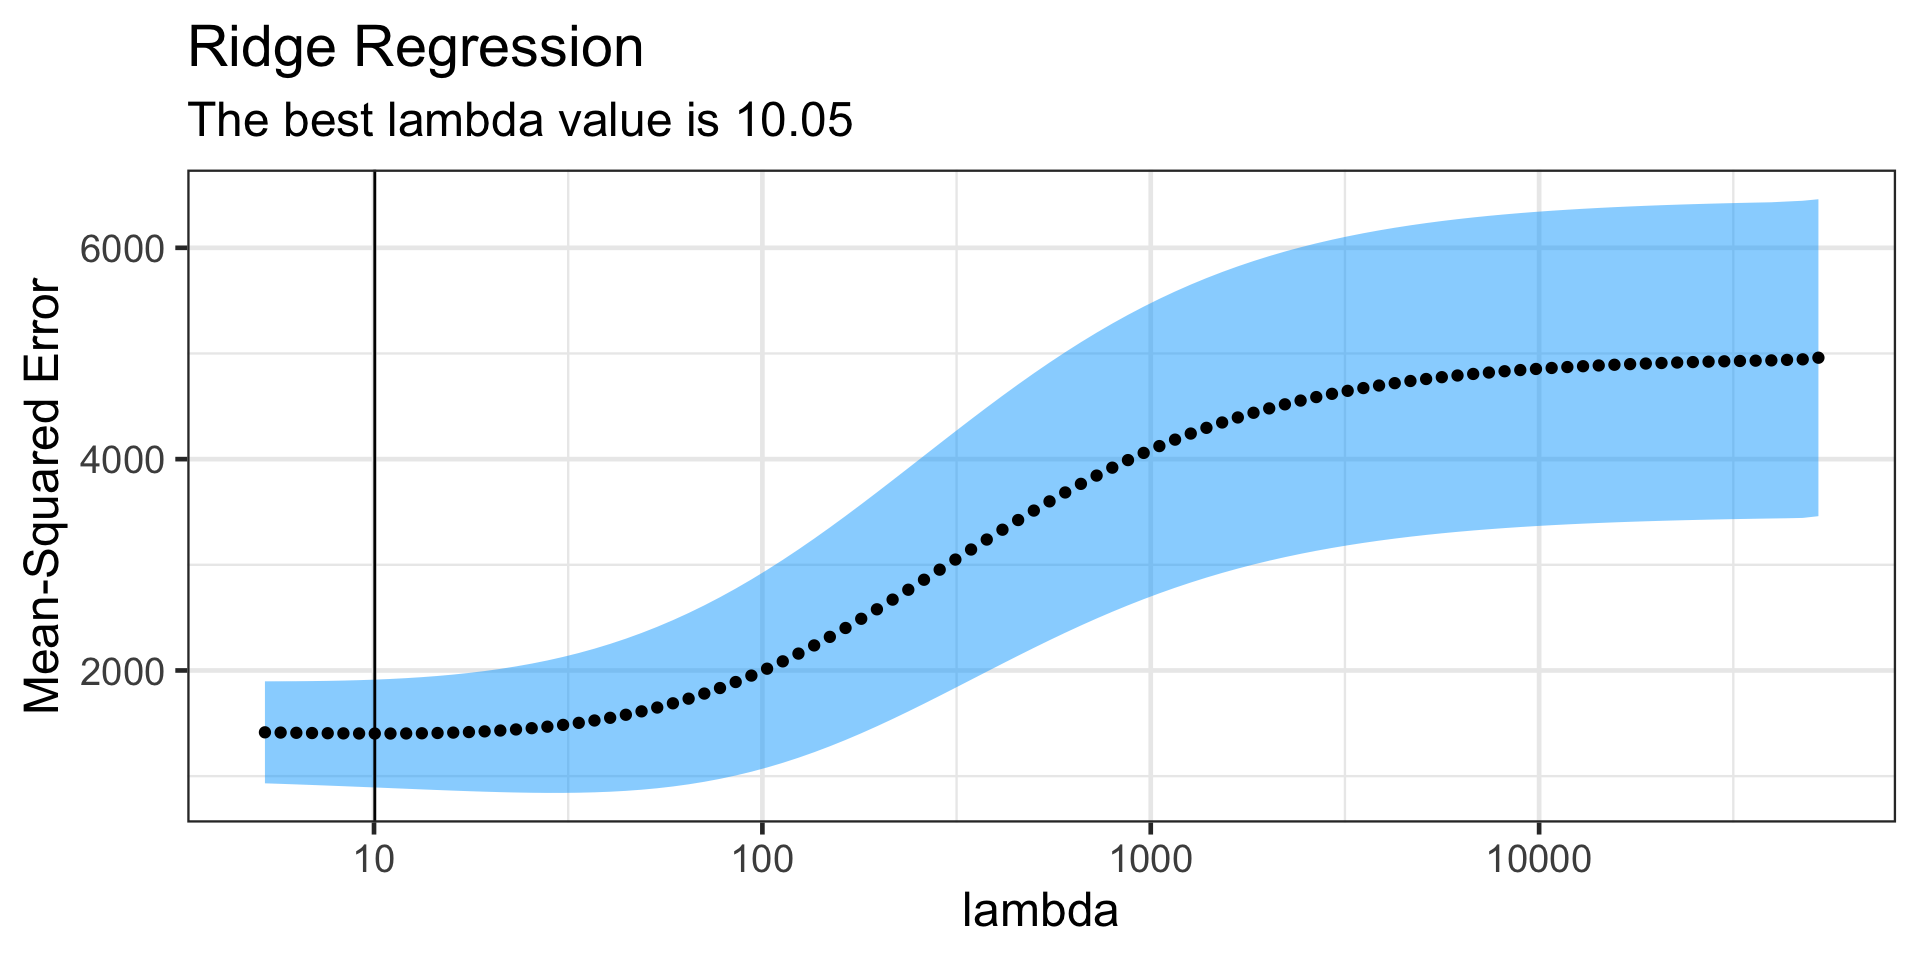 Ridge Regression
The best lambda value is 10.05
Mean-Squared Error
6000
4000
2000
10 100 1000 10000
lambda